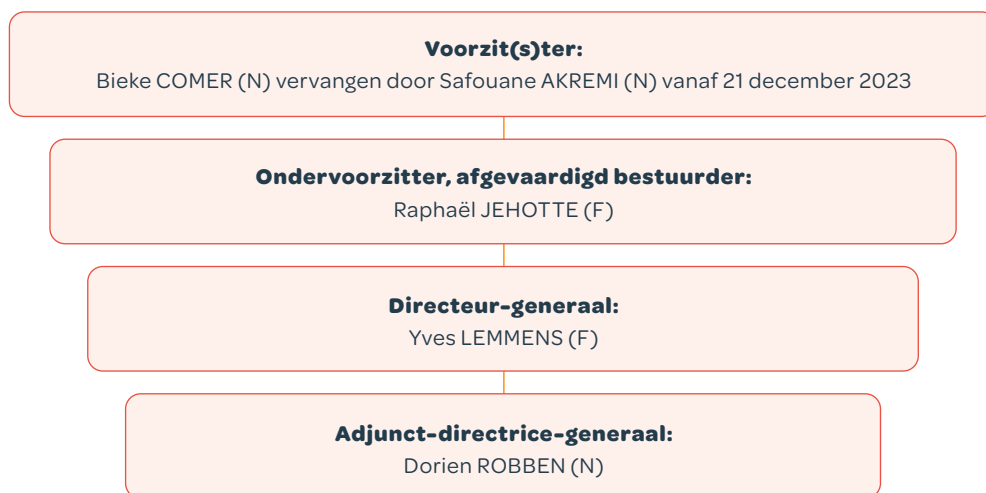 Voorzit(s)ter:
Bieke COMER (N) vervangen door Safouane AKREMI (N) vanaf 21 december 2023
Ondervoorzitter, afgevaardigd bestuurder:
Raphaël JEHOTTE (F)
Directeur-generaal:
Yves LEMMENS (F)
Adjunct-directrice-generaal:
Dorien ROBBEN (N)